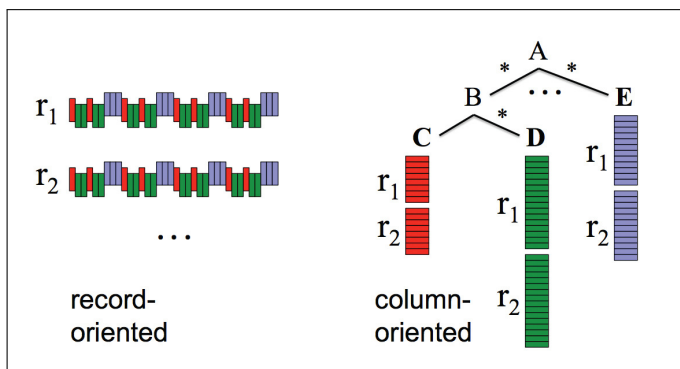 r1
r2
...
record-
oriented
A
* *
B ... E
*
C D
r1
r2
r1
r2
r1
r2
column-
oriented